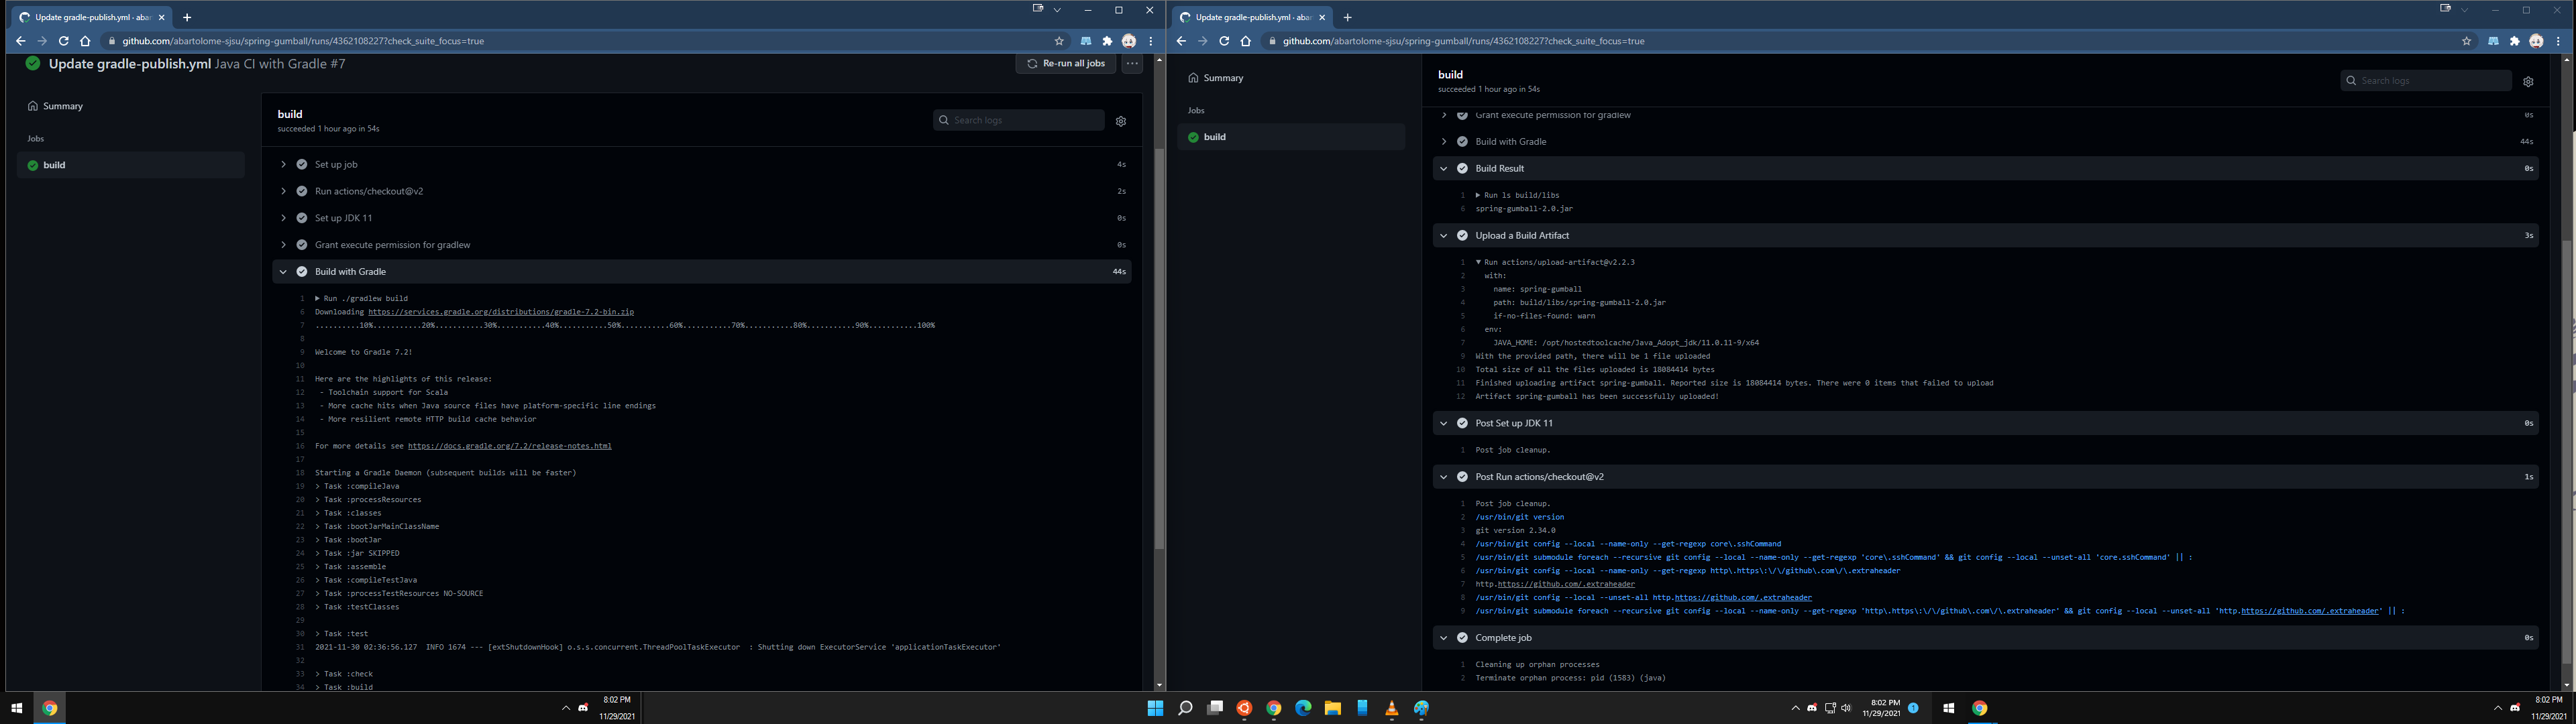 Update gradle-publish.yml · abar
github.com/abartolome-sjsu/spring-gumball/runs/4362108227?check_suite_focus=true
Update gradle-publish.yml Java CI with Gradle #7
Re-run all jobs
Summary
Jobs
build
build
succeeded 1 hour ago in 54s
Search logs
Set up job 4s
Run actions/checkout@v2 2s
Set up JDK 11 0s
Grant execute permission for gradlew 0s
Build with Gradle 44s
1 ▶ Run ./gradlew build
6 Downloading https://services.gradle.org/distributions/gradle-7.2-bin.zip
7 ..........10%...........20%...........30%...........40%...........50%...........60%...........70%...........80%...........90%...........100%
8
9 Welcome to Gradle 7.2!
10
11 Here are the highlights of this release:
12 - Toolchain support for Scala
13 - More cache hits when Java source files have platform-specific line endings
14 - More resilient remote HTTP build cache behavior
15
16 For more details see https://docs.gradle.org/7.2/release-notes.html
17
18 Starting a Gradle Daemon (subsequent builds will be faster)
19 > Task :compileJava
20 > Task :processResources
21 > Task :classes
22 > Task :bootJarMainClassName
23 > Task :bootJar
24 > Task :jar SKIPPED
25 > Task :assemble
26 > Task :compileTestJava
27 > Task :processTestResources NO-SOURCE
28 > Task :testClasses
29
30 > Task :test
31 2021-11-30 02:36:56.127 INFO 1674 --- [extShutdownHook] o.s.s.concurrent.ThreadPoolTaskExecutor : Shutting down ExecutorService 'applicationTaskExecutor'
32
33 > Task :check
34 > Task :build
8:02 PM
11/29/2021
Update gradle-publish.yml · abar
github.com/abartolome-sjsu/spring-gumball/runs/4362108227?check_suite_focus=true
Summary
Jobs
build
build
succeeded 1 hour ago in 54s
Search logs
Grant execute permission for gradlew 0s
Build with Gradle 44s
Build Result 0s
1 ▶ Run ls build/libs
6 spring-gumball-2.0.jar
Upload a Build Artifact 3s
1 ▼ Run actions/upload-artifact@v2.2.3
2 with:
3 name: spring-gumball
4 path: build/libs/spring-gumball-2.0.jar
5 if-no-files-found: warn
6 env:
7 JAVA_HOME: /opt/hostedtoolcache/Java_Adopt_jdk/11.0.11-9/x64
9 With the provided path, there will be 1 file uploaded
10 Total size of all the files uploaded is 18084414 bytes
11 Finished uploading artifact spring-gumball. Reported size is 18084414 bytes. There were 0 items that failed to upload
12 Artifact spring-gumball has been successfully uploaded!
Post Set up JDK 11 0s
1 Post job cleanup.
Post Run actions/checkout@v2 1s
1 Post job cleanup.
2 /usr/bin/git version
3 git version 2.34.0
4 /usr/bin/git config --local --name-only --get-regexp core\.sshCommand
5 /usr/bin/git submodule foreach --recursive git config --local --name-only --get-regexp 'core\.sshCommand' && git config --local --unset-all 'core.sshCommand' || :
6 /usr/bin/git config --local --name-only --get-regexp http\.https\:\/\/github\.com\/\.extraheader
7 http.https://github.com/.extraheader
8 /usr/bin/git config --local --unset-all http.https://github.com/.extraheader
9 /usr/bin/git submodule foreach --recursive git config --local --name-only --get-regexp 'http\.https\:\/\/github\.com\/\.extraheader' && git config --local --unset-all 'http.https://github.com/.extraheader' || :
Complete job 0s
1 Cleaning up orphan processes
2 Terminate orphan process: pid (1583) (java)
8:02 PM
11/29/2021
1
8:02 PM
11/29/2021